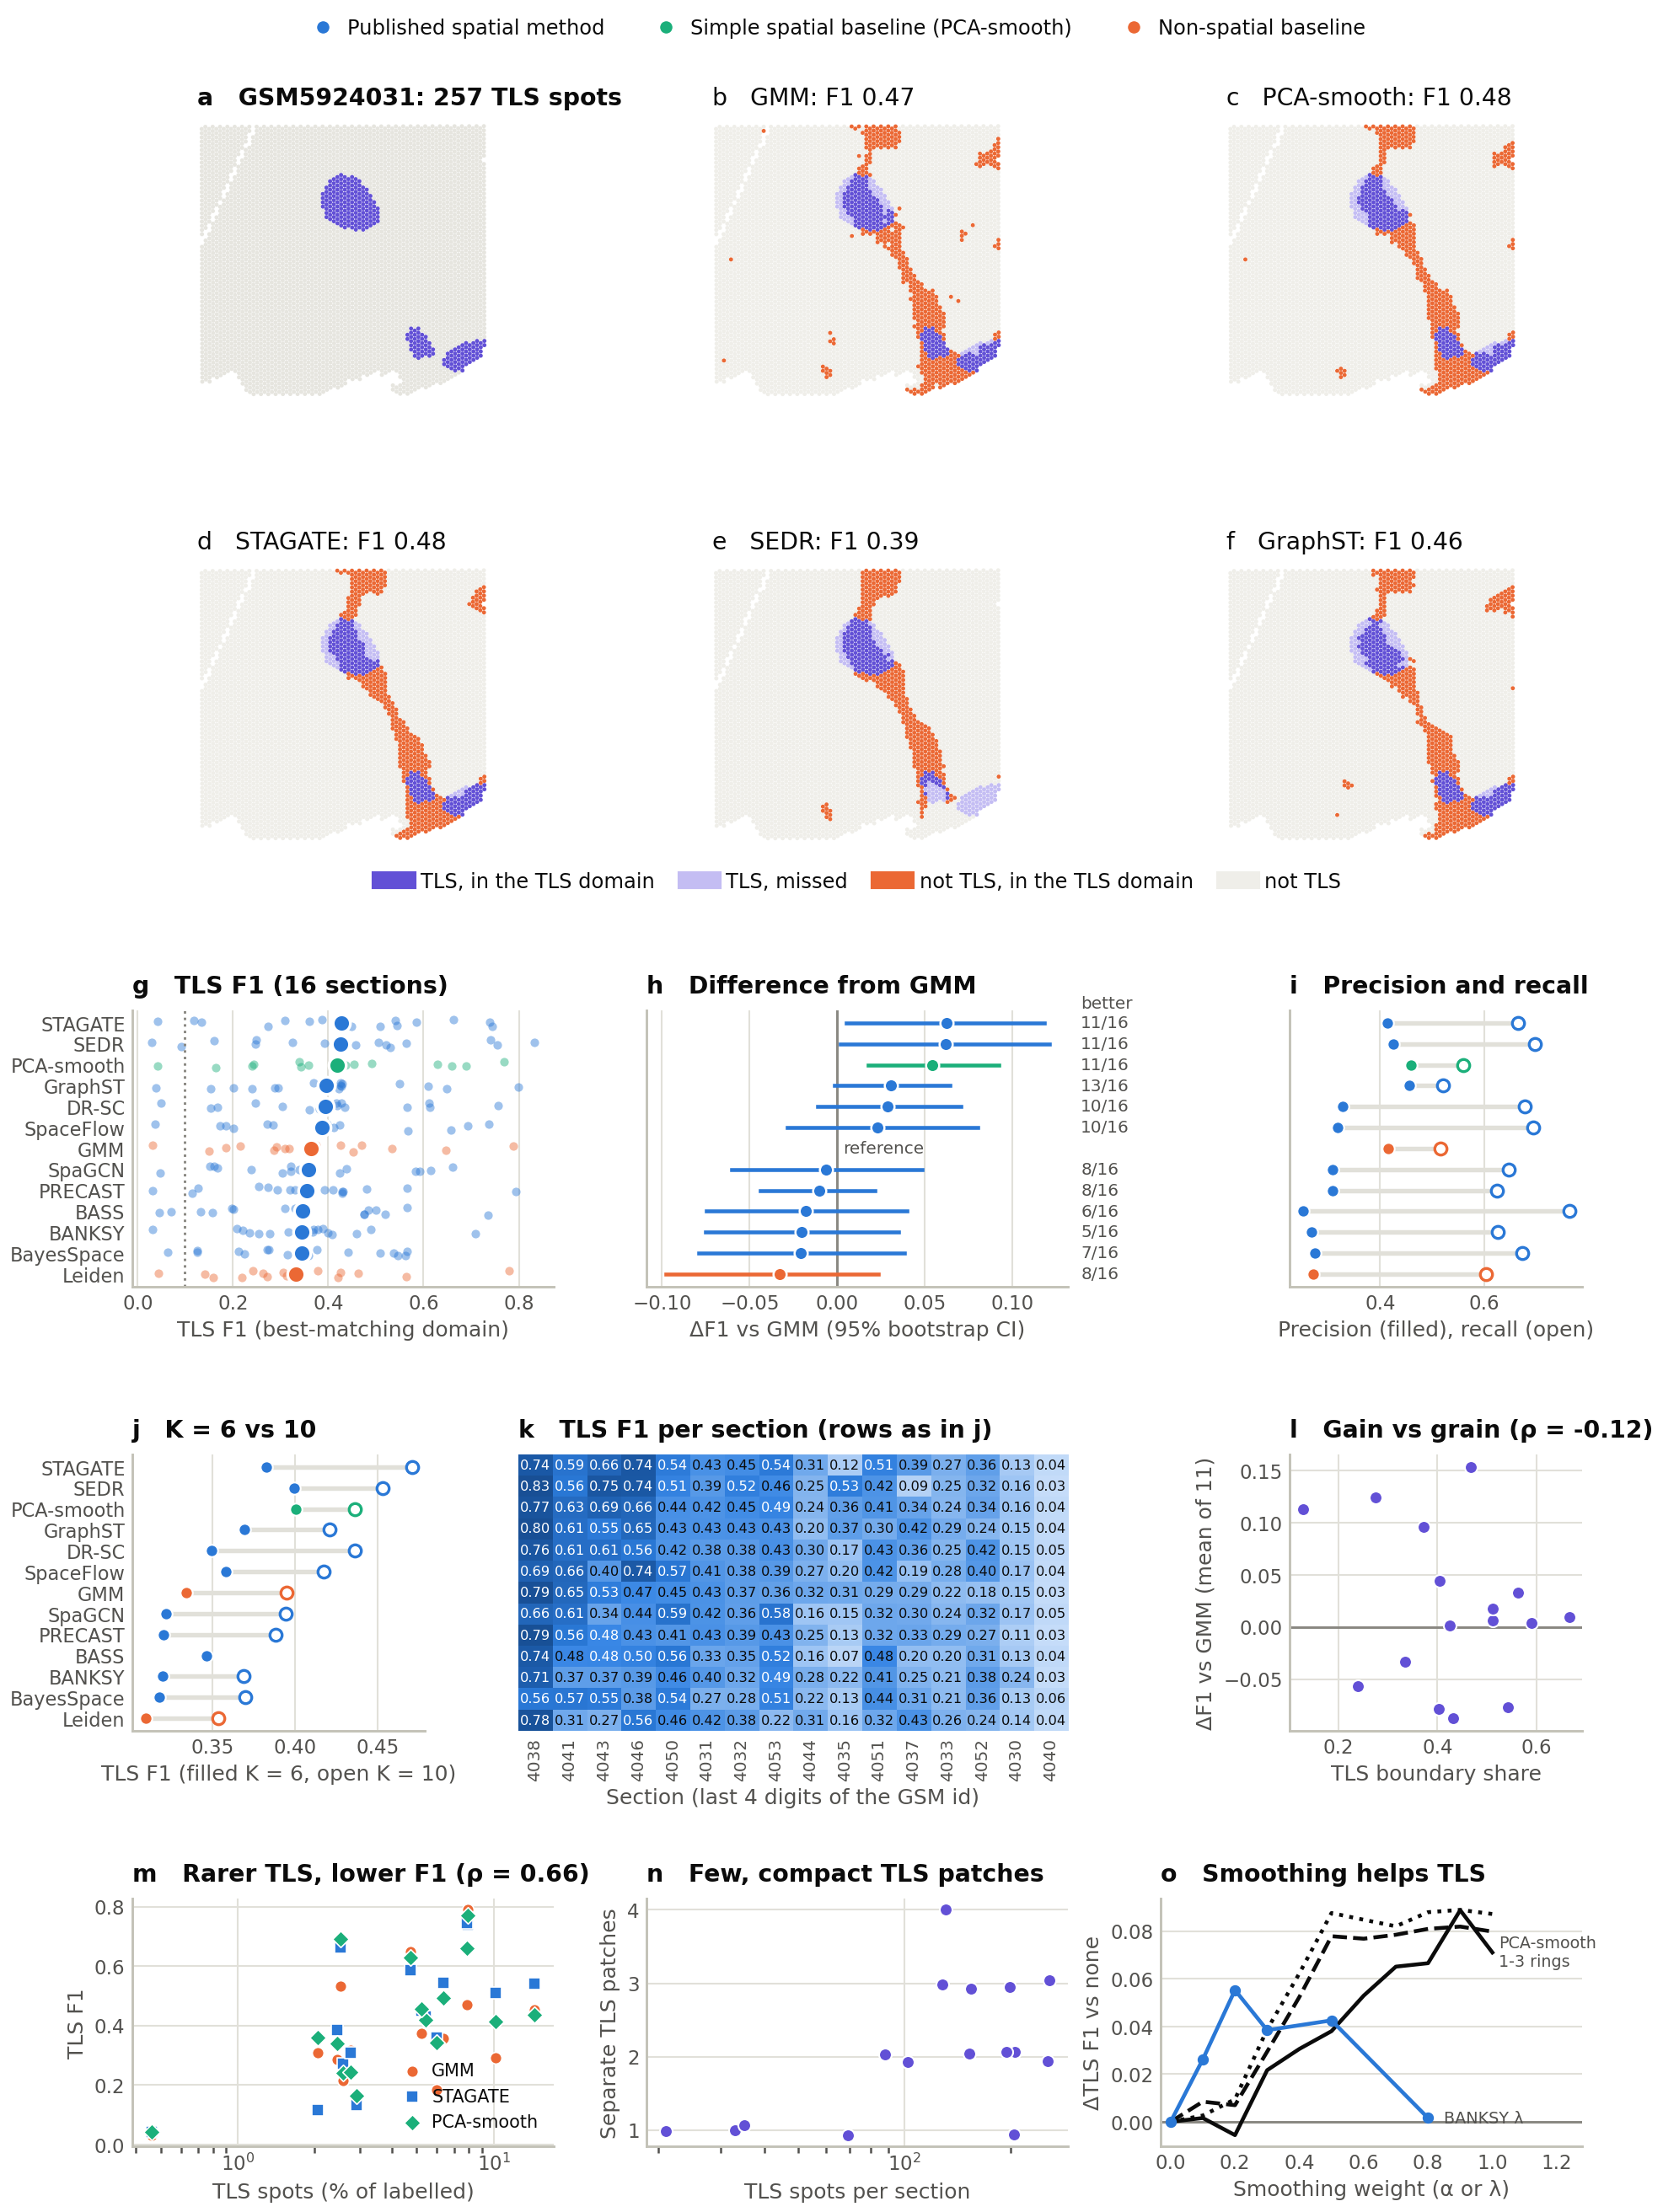 Published spatial method
Simple spatial baseline (PCA-smooth)
Non-spatial baseline
a GSM5924031: 257 TLS spots
b GMM: F1 0.47
c PCA-smooth: F1 0.48
d STAGATE: F1 0.48
e SEDR: F1 0.39
f GraphST: F1 0.46
TLS, in the TLS domain
TLS, missed
not TLS, in the TLS domain
not TLS
g TLS F1 (16 sections)
STAGATE
SEDR
PCA-smooth
GraphST
DR-SC
SpaceFlow
GMM
SpaGCN
PRECAST
BASS
BANKSY
BayesSpace
Leiden
0.0 0.2 0.4 0.6 0.8
TLS F1 (best-matching domain)
h Difference from GMM
better
11/16
11/16
11/16
13/16
10/16
10/16
reference
8/16
8/16
6/16
5/16
7/16
8/16
−0.10 −0.05 0.00 0.05 0.10
ΔF1 vs GMM (95% bootstrap CI)
i Precision and recall
0.4 0.6
Precision (filled), recall (open)
j K = 6 vs 10
STAGATE
SEDR
PCA-smooth
GraphST
DR-SC
SpaceFlow
GMM
SpaGCN
PRECAST
BASS
BANKSY
BayesSpace
Leiden
0.35 0.40 0.45
TLS F1 (filled K = 6, open K = 10)
k TLS F1 per section (rows as in j)
0.74 0.59 0.66 0.74 0.54 0.43 0.45 0.54 0.31 0.12 0.51 0.39 0.27 0.36 0.13 0.04
0.83 0.56 0.75 0.74 0.51 0.39 0.52 0.46 0.25 0.53 0.42 0.09 0.25 0.32 0.16 0.03
0.77 0.63 0.69 0.66 0.44 0.42 0.45 0.49 0.24 0.36 0.41 0.34 0.24 0.34 0.16 0.04
0.80 0.61 0.55 0.65 0.43 0.43 0.43 0.43 0.20 0.37 0.30 0.42 0.29 0.24 0.15 0.04
0.76 0.61 0.61 0.56 0.42 0.38 0.38 0.43 0.30 0.17 0.43 0.36 0.25 0.42 0.15 0.05
0.69 0.66 0.40 0.74 0.57 0.41 0.38 0.39 0.27 0.20 0.42 0.19 0.28 0.40 0.17 0.04
0.79 0.65 0.53 0.47 0.45 0.43 0.37 0.36 0.32 0.31 0.29 0.29 0.22 0.18 0.15 0.03
0.66 0.61 0.34 0.44 0.59 0.42 0.36 0.58 0.16 0.15 0.32 0.30 0.24 0.32 0.17 0.05
0.79 0.56 0.48 0.43 0.41 0.43 0.39 0.43 0.25 0.13 0.32 0.33 0.29 0.27 0.11 0.03
0.74 0.48 0.48 0.50 0.56 0.33 0.35 0.52 0.16 0.07 0.48 0.20 0.20 0.31 0.13 0.04
0.71 0.37 0.37 0.39 0.46 0.40 0.32 0.49 0.28 0.22 0.41 0.25 0.21 0.38 0.24 0.03
0.56 0.57 0.55 0.38 0.54 0.27 0.28 0.51 0.22 0.13 0.44 0.31 0.21 0.36 0.13 0.06
0.78 0.31 0.27 0.56 0.46 0.42 0.38 0.22 0.31 0.16 0.32 0.43 0.26 0.24 0.14 0.04
4038 4041 4043 4046 4050 4031 4032 4053 4044 4035 4051 4037 4033 4052 4030 4040
Section (last 4 digits of the GSM id)
l Gain vs grain (ρ = -0.12)
ΔF1 vs GMM (mean of 11)
0.15
0.10
0.05
0.00
−0.05
0.2 0.4 0.6
TLS boundary share
m Rarer TLS, lower F1 (ρ = 0.66)
TLS F1
0.8
0.6
0.4
0.2
0.0
GMM
STAGATE
PCA-smooth
10⁰ 10¹
TLS spots (% of labelled)
n Few, compact TLS patches
Separate TLS patches
4
3
2
1
10²
TLS spots per section
o Smoothing helps TLS
ΔTLS F1 vs none
0.08
0.06
0.04
0.02
0.00
PCA-smooth
1-3 rings
BANKSY λ
0.0 0.2 0.4 0.6 0.8 1.0 1.2
Smoothing weight (α or λ)